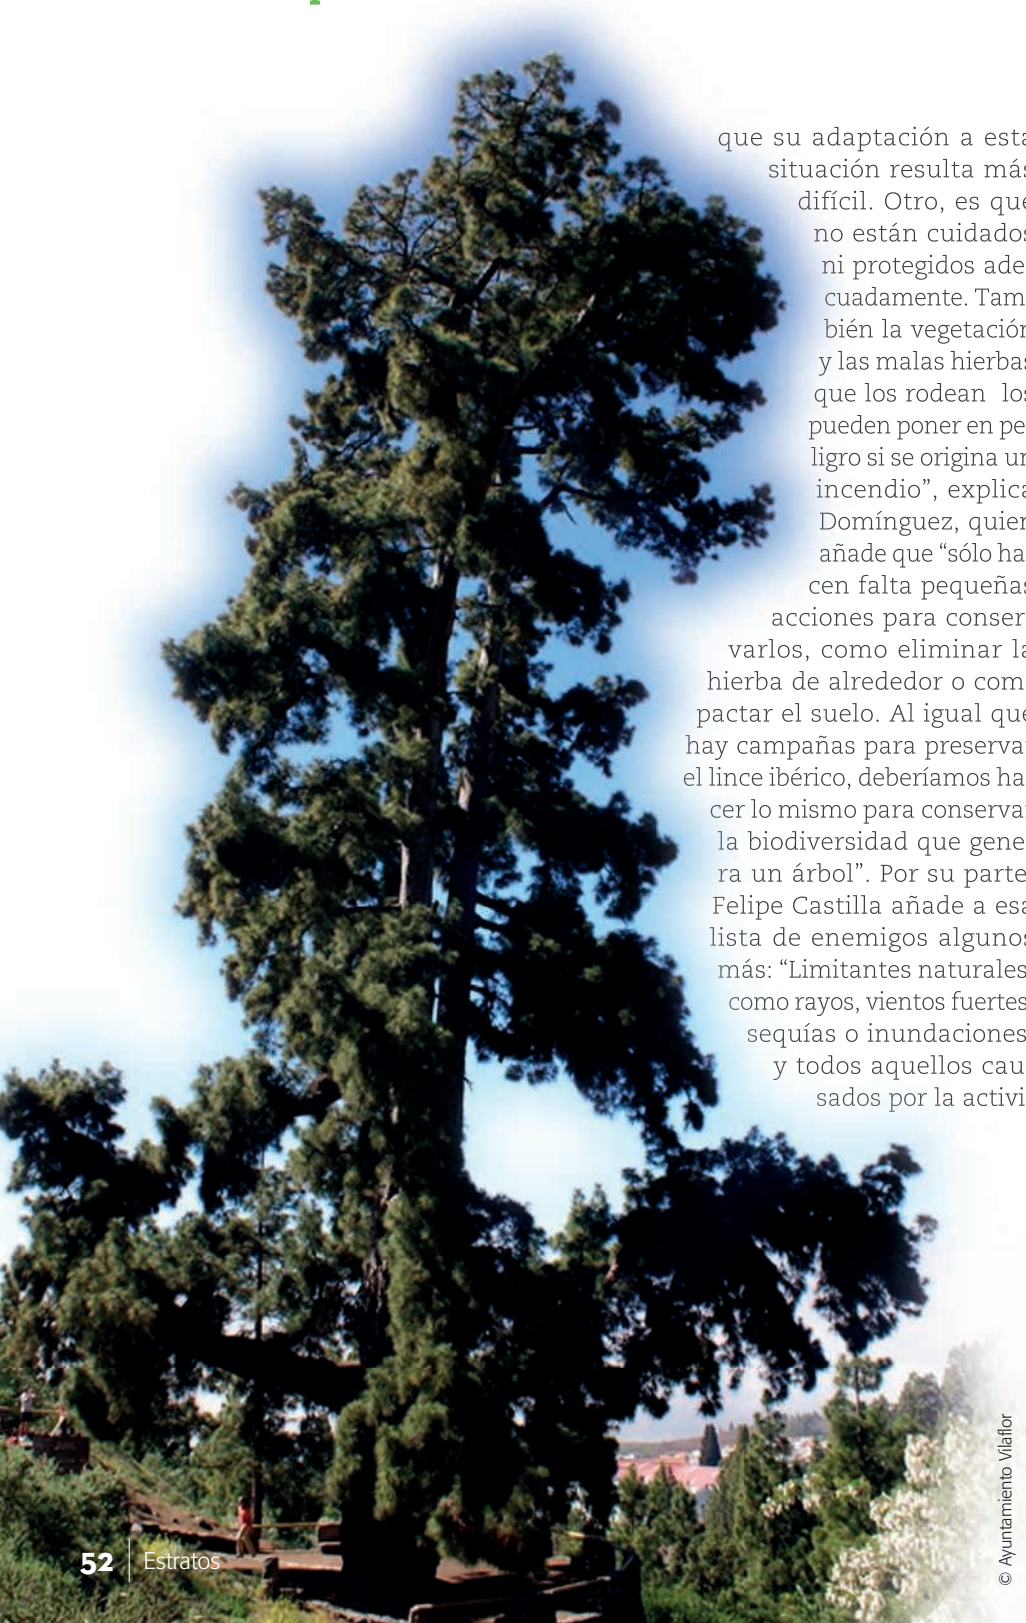 que su adaptación a esta
situación resulta más
difícil. Otro, es que
no están cuidados
ni protegidos ade
cuadamente. Tam
bién la vegetación
y las malas hierbas
que los rodean los
pueden poner en pe
ligro si se origina un
incendio”, explica
Domínguez, quien
añade que “sólo ha
cen falta pequeñas
acciones para conser
varlos, como eliminar la
hierba de alrededor o com
pactar el suelo. Al igual que
hay campañas para preservar
el lince ibérico, deberíamos ha
cer lo mismo para conservar
la biodiversidad que gene
ra un árbol”. Por su parte
Felipe Castilla añade a esa
lista de enemigos algunos
más: “Limitantes naturales
como rayos, vientos fuertes
sequías o inundaciones
y todos aquellos cau
sados por la activi
© Ayuntamiento Vilaflor
52 | Estratos